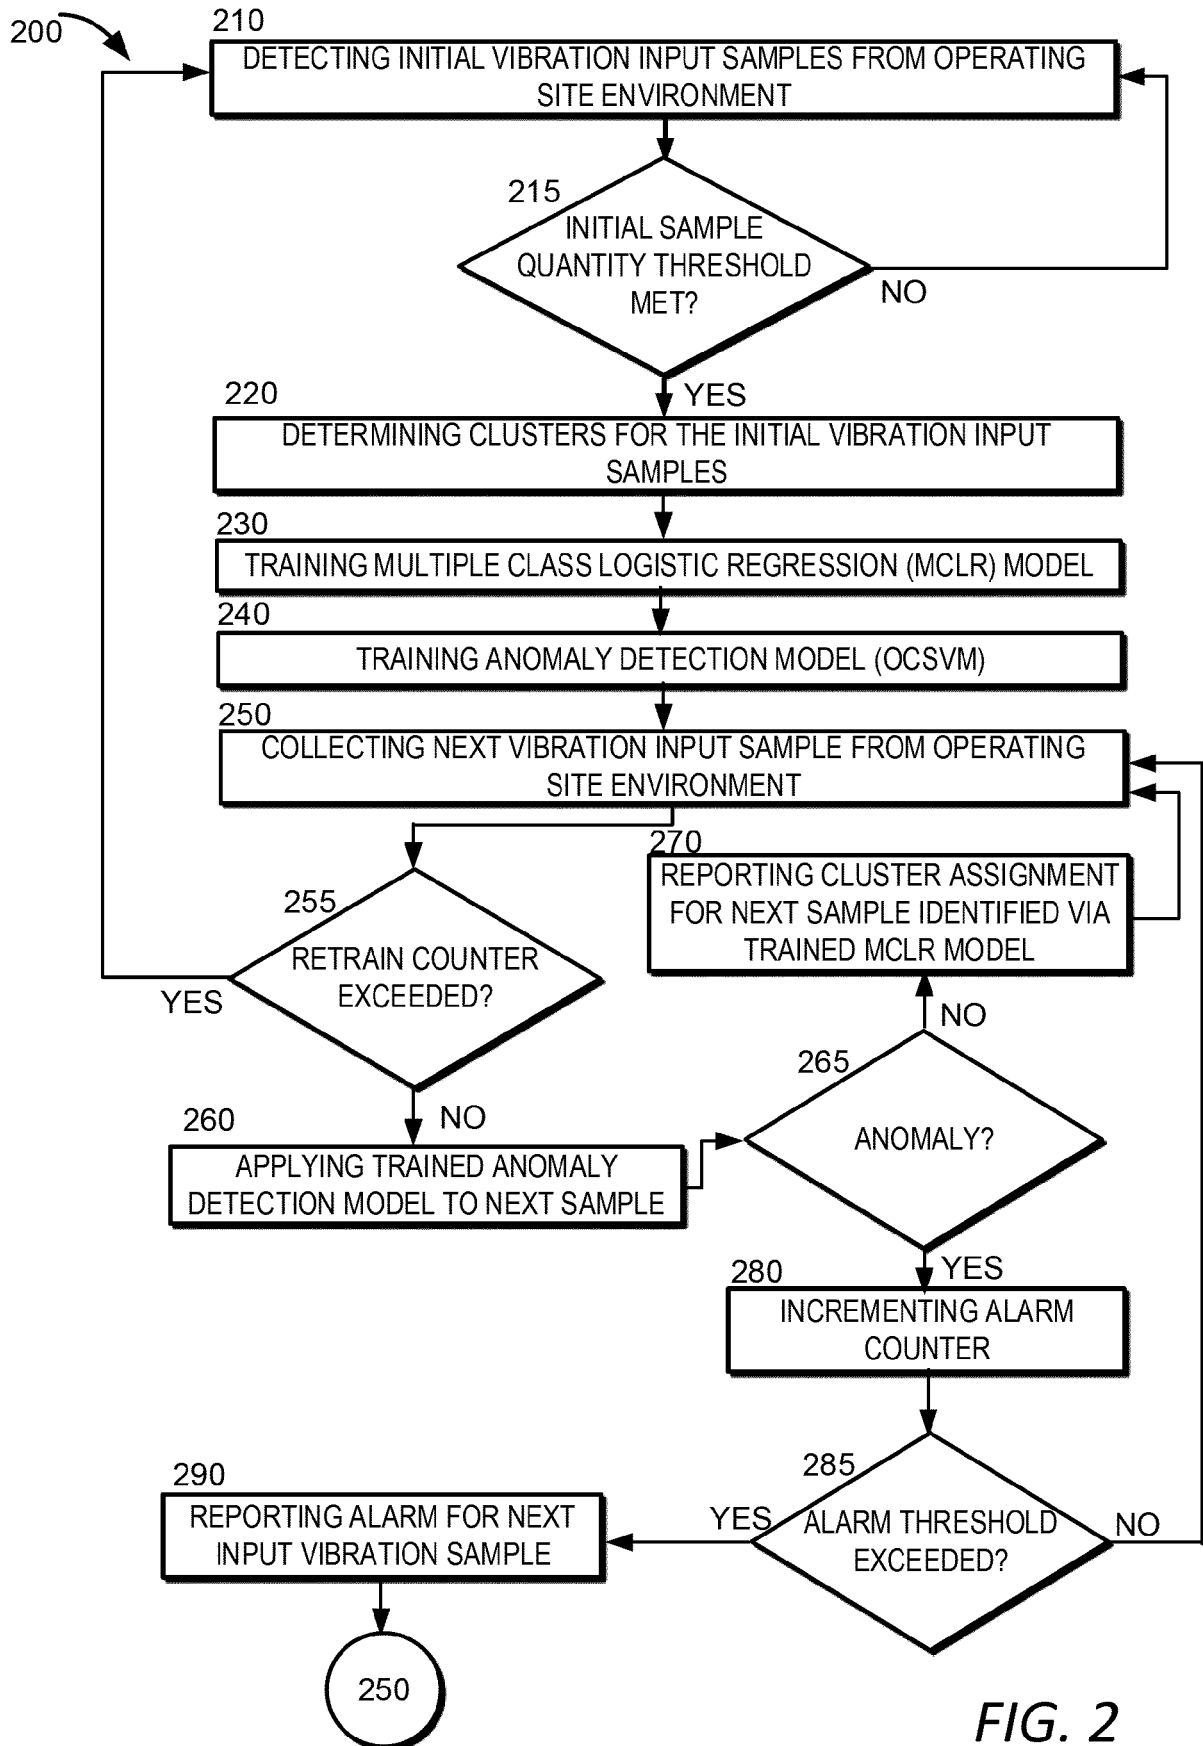 200
210
DETECTING INITIAL VIBRATION INPUT SAMPLES FROM OPERATING
SITE ENVIRONMENT
215
INITIAL SAMPLE
QUANTITY THRESHOLD
MET?
NO
YES
220
DETERMINING CLUSTERS FOR THE INITIAL VIBRATION INPUT
SAMPLES
230
TRAINING MULTIPLE CLASS LOGISTIC REGRESSION (MCLR) MODEL
240
TRAINING ANOMALY DETECTION MODEL (OCSVM)
250
COLLECTING NEXT VIBRATION INPUT SAMPLE FROM OPERATING
SITE ENVIRONMENT
255
RETRAIN COUNTER
EXCEEDED?
YES
NO
270
REPORTING CLUSTER ASSIGNMENT
FOR NEXT SAMPLE IDENTIFIED VIA
TRAINED MCLR MODEL
NO
260
APPLYING TRAINED ANOMALY
DETECTION MODEL TO NEXT SAMPLE
265
ANOMALY?
YES
280
INCREMENTING ALARM
COUNTER
285
ALARM THRESHOLD
EXCEEDED?
YES
NO
290
REPORTING ALARM FOR NEXT
INPUT VIBRATION SAMPLE
250
FIG. 2